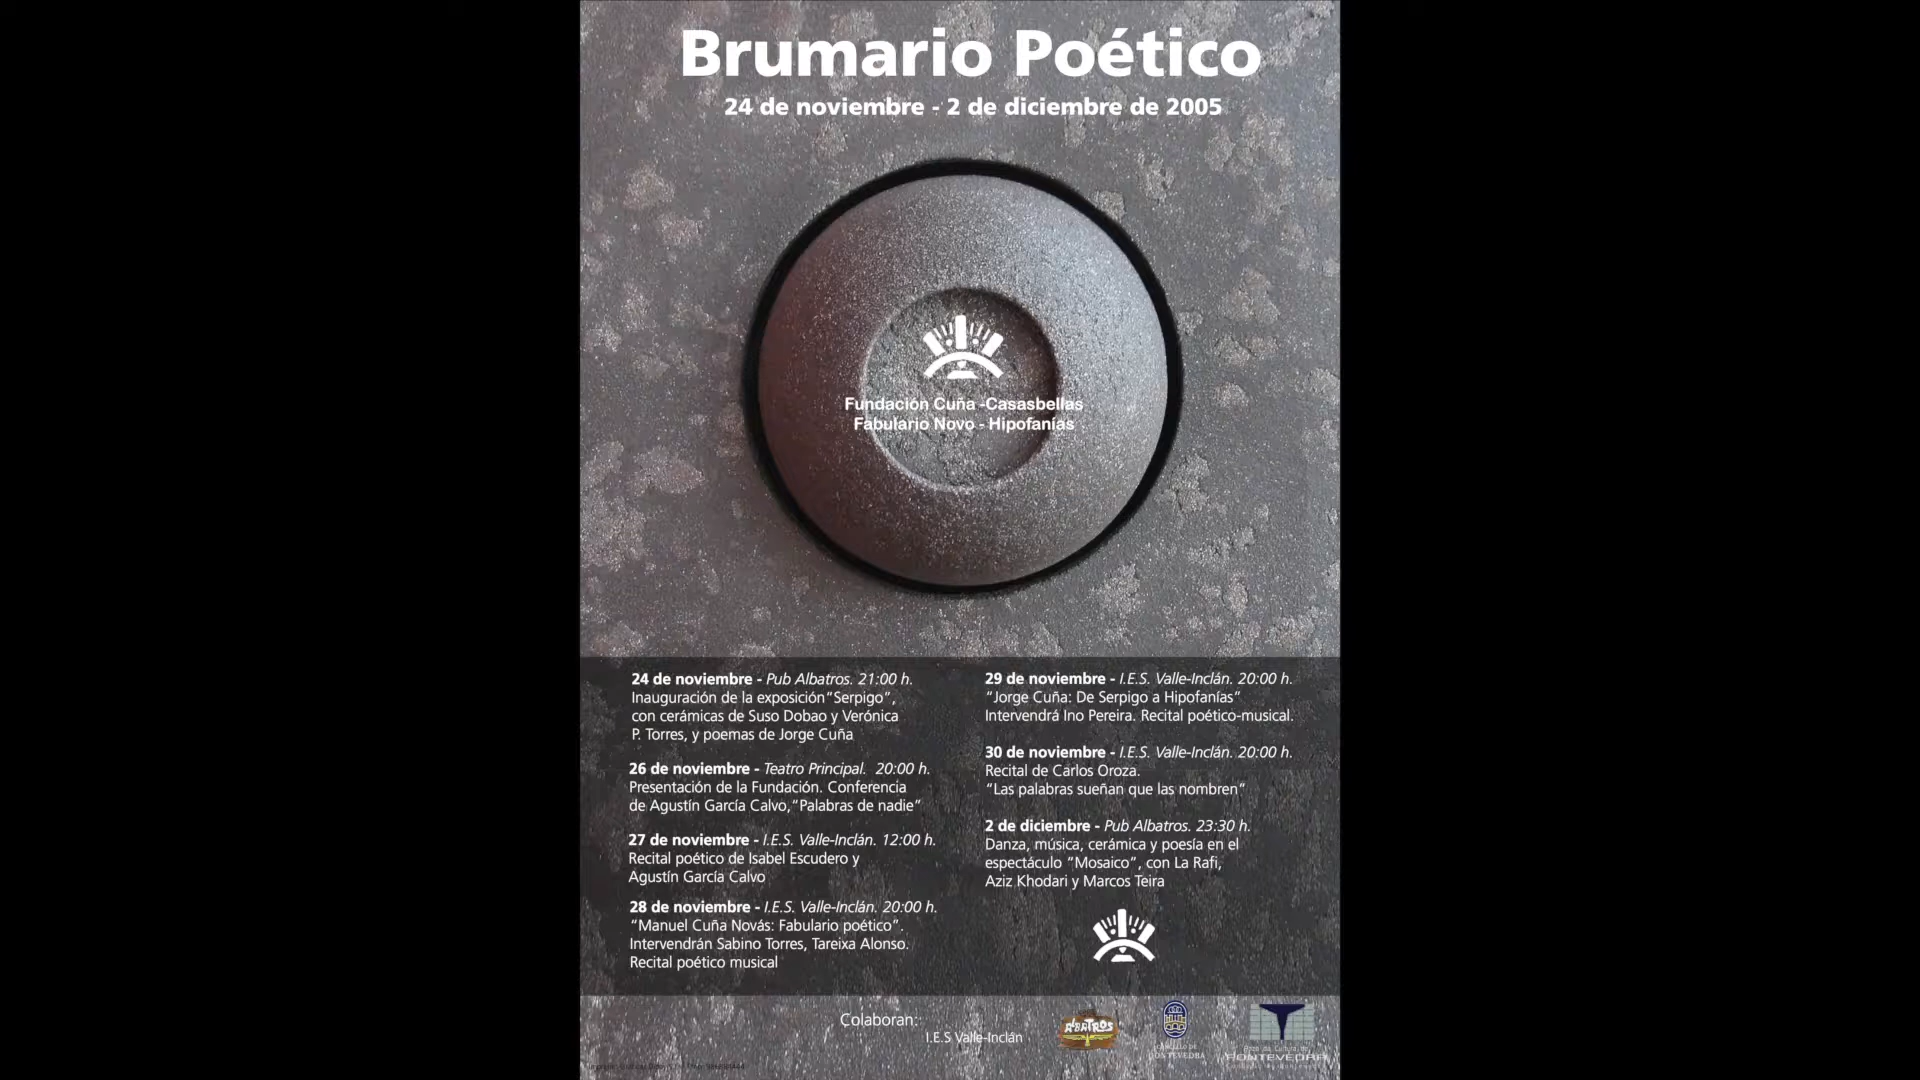 Brumario Poético
24 de noviembre - 2 de diciembre de 2005
Fundación Cuña -Casasbellas
Fabulario Novo - Hipofanías
24 de noviembre - Pub Albatros. 21:00 h.
Inauguración de la exposición“Serpigo”,
con cerámicas de Suso Dobao y Verónica
P. Torres, y poemas de Jorge Cuña
26 de noviembre - Teatro Principal. 20:00 h.
Presentación de la Fundación. Conferencia
de Agustín García Calvo,“Palabras de nadie”
27 de noviembre - I.E.S. Valle-Inclán. 12:00 h.
Recital poético de Isabel Escudero y
Agustín García Calvo
28 de noviembre - I.E.S. Valle-Inclán. 20:00 h.
“Manuel Cuña Novás: Fabulario poético”.
Intervendrán Sabino Torres, Tareixa Alonso.
Recital poético musical
29 de noviembre - I.E.S. Valle-Inclán. 20:00 h.
“Jorge Cuña: De Serpigo a Hipofanías”
Intervendrá Ino Pereira. Recital poético-musical.
30 de noviembre - I.E.S. Valle-Inclán. 20:00 h.
Recital de Carlos Oroza.
“Las palabras sueñan que las nombren”
2 de diciembre - Pub Albatros. 23:30 h.
Danza, música, cerámica y poesía en el
espectáculo “Mosaico”, con La Rafi,
Aziz Khodari y Marcos Teira
Colaboran:
I.E.S Valle-Inclán
ALBATROS
CONCELLO DE
PONTEVEDRA
Pazo da Cultura de
PONTEVEDRA